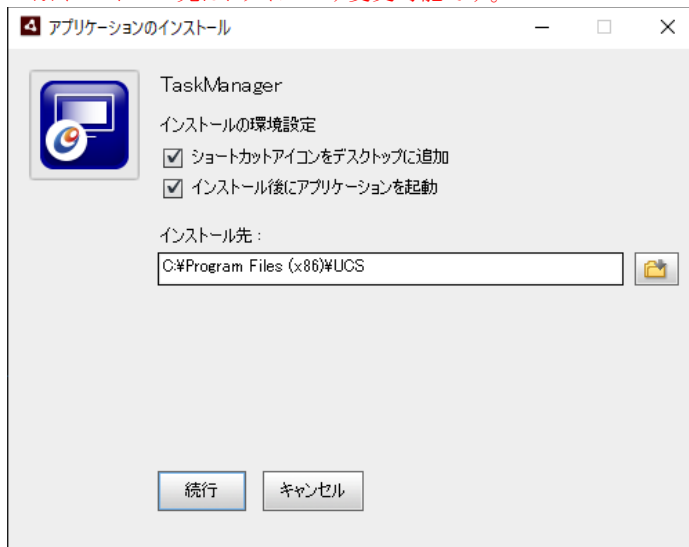 アプリケーションのインストール
TaskManager
インストールの環境設定
ショートカットアイコンをデスクトップに追加
インストール後にアプリケーションを起動
インストール先：
C:¥Program Files (x86)¥UCS
続行
キャンセル